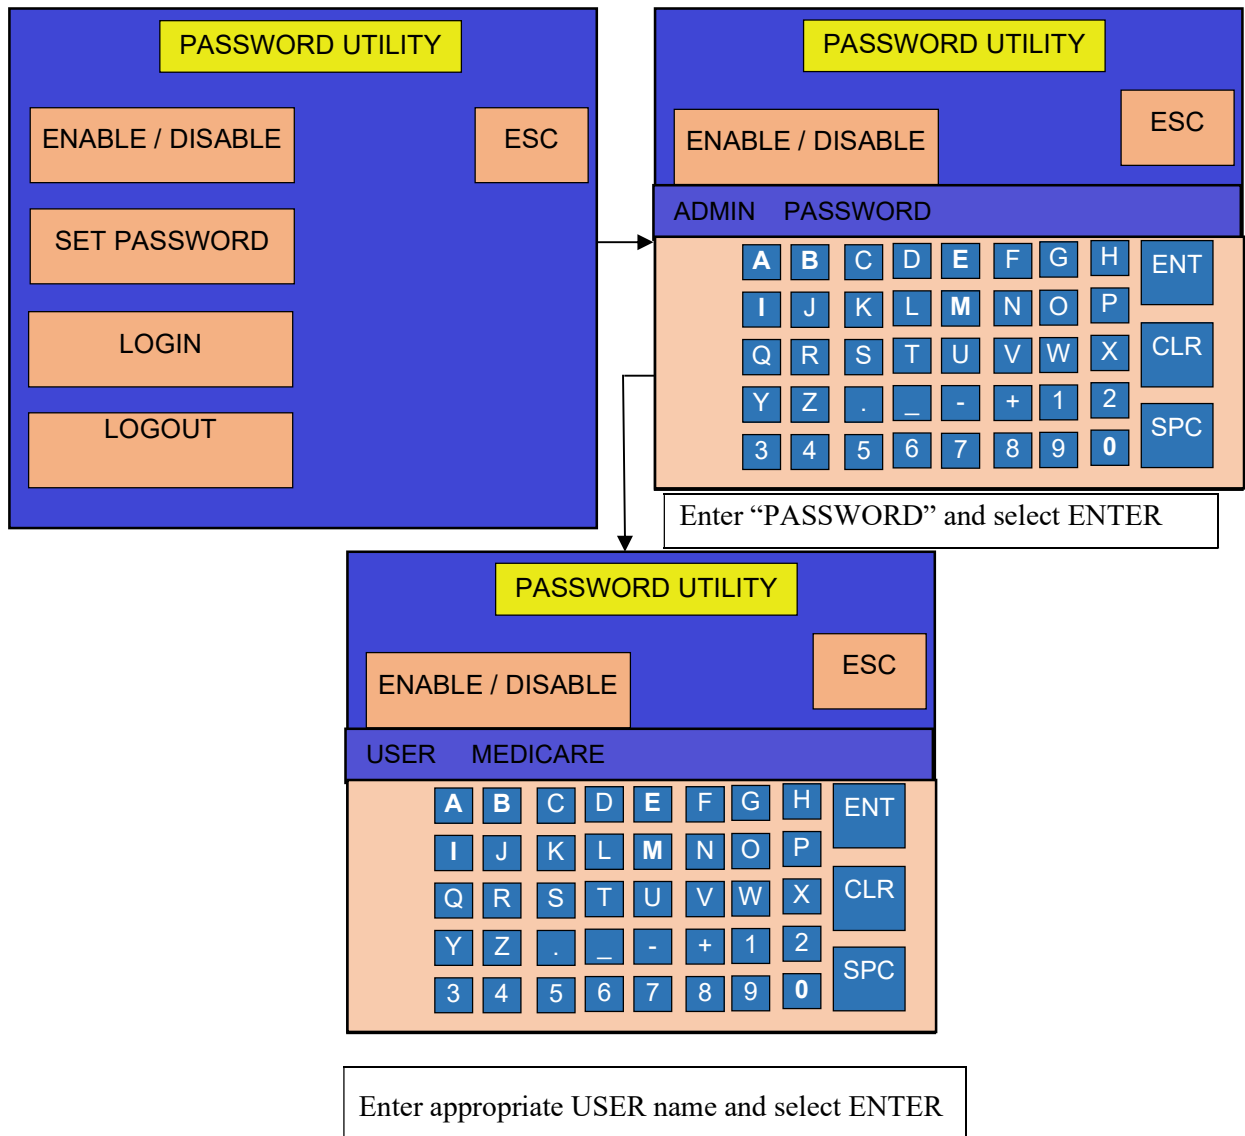 PASSWORD UTILITY
ENABLE / DISABLE
ESC
SET PASSWORD
LOGIN
LOGOUT
PASSWORD UTILITY
ESC
ENABLE / DISABLE
ADMIN PASSWORD
A B C D E F G H ENT
I J K L M N O P
Q R S T U V W X CLR
Y Z . _ - + 1 2
3 4 5 6 7 8 9 0 SPC
Enter “PASSWORD” and select ENTER
PASSWORD UTILITY
ESC
ENABLE / DISABLE
USER MEDICARE
A B C D E F G H ENT
I J K L M N O P
Q R S T U V W X CLR
Y Z . _ - + 1 2
3 4 5 6 7 8 9 0 SPC
Enter appropriate USER name and select ENTER